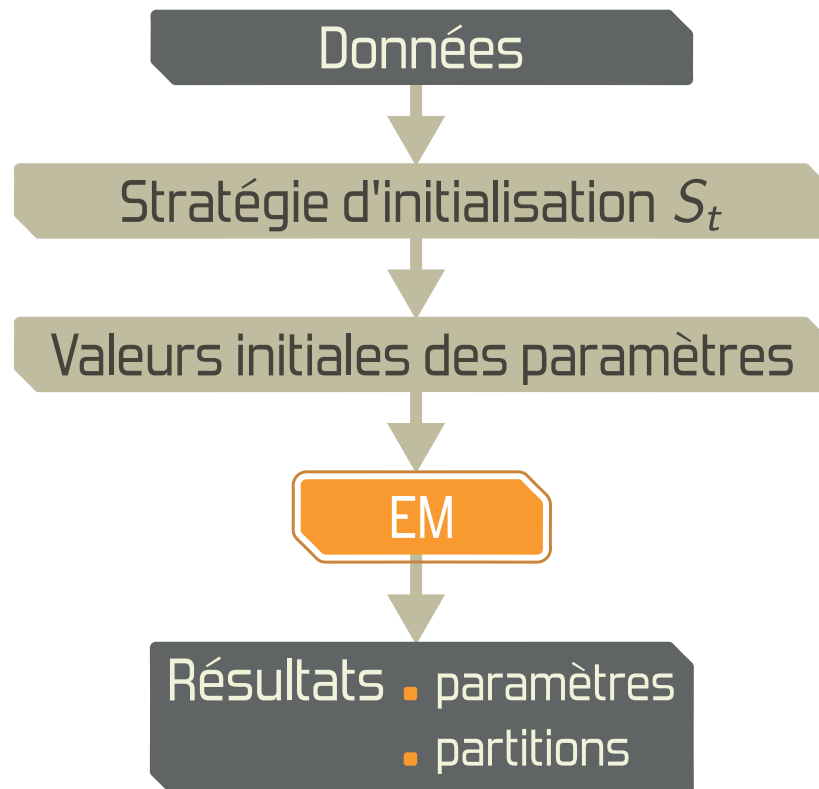 Données
Stratégie d'initialisation S_t
Valeurs initiales des paramètres
EM
Résultats . paramètres
. partitions